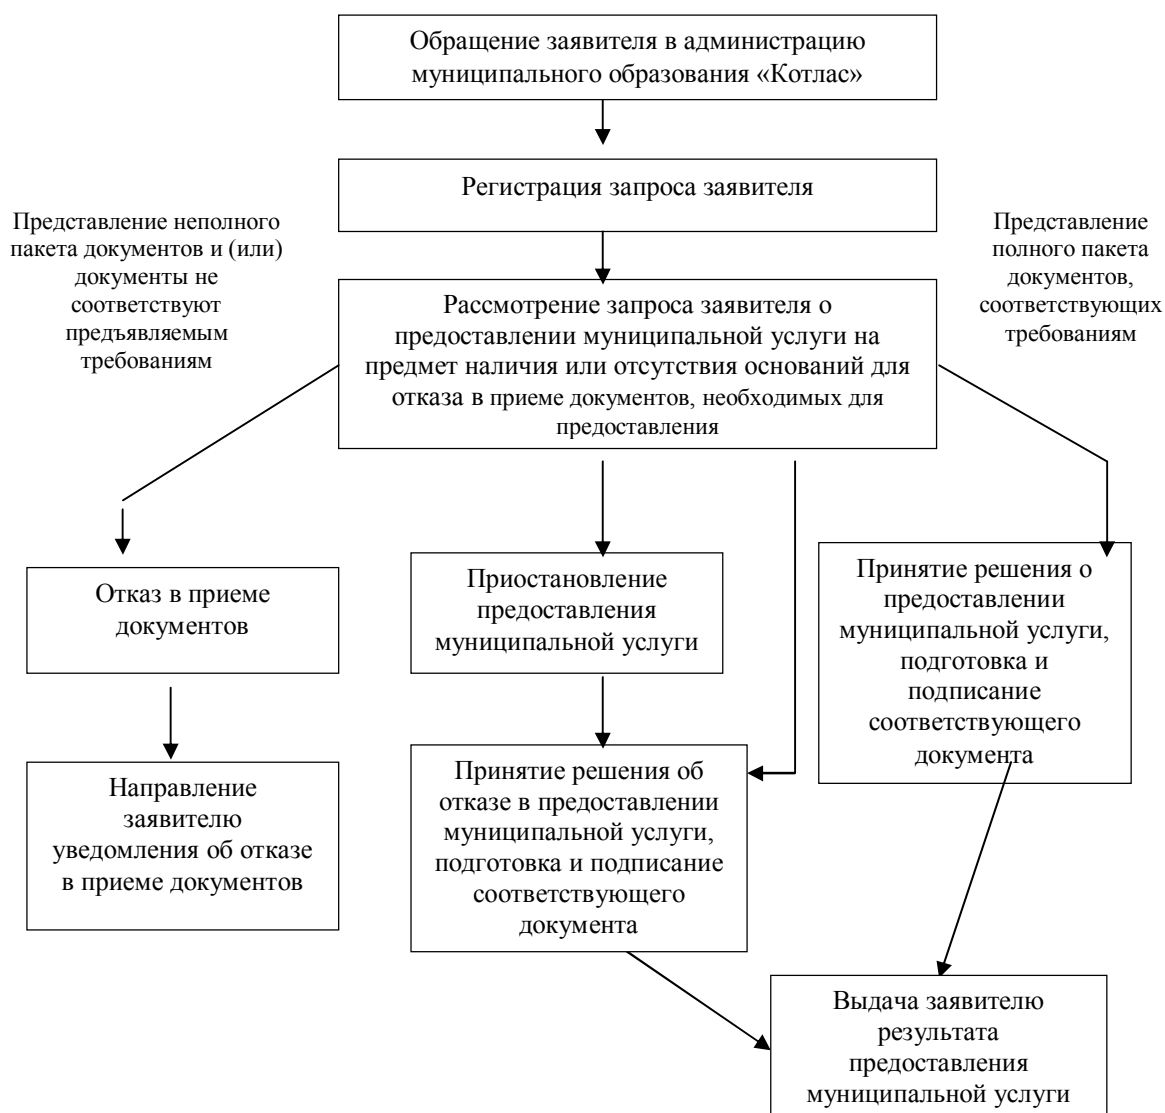 Обращение заявителя в администрацию
муниципального образования «Котлас»
Регистрация запроса заявителя
Представление неполного
пакета документов и (или)
документы не
соответствуют
предъявляемым
требованиям
Представление
полного пакета
документов,
соответствующих
требованиям
Рассмотрение запроса заявителя о
предоставлении муниципальной услуги на
предмет наличия или отсутствия оснований для
отказа в приеме документов, необходимых для
предоставления
Отказ в приеме
документов
Приостановление
предоставления
муниципальной услуги
Принятие решения о
предоставлении
муниципальной услуги,
подготовка и
подписание
соответствующего
документа
Направление
заявителю
уведомления об отказе
в приеме документов
Принятие решения об
отказе в предоставлении
муниципальной услуги,
подготовка и подписание
соответствующего
документа
Выдача заявителю
результата
предоставления
муниципальной услуги